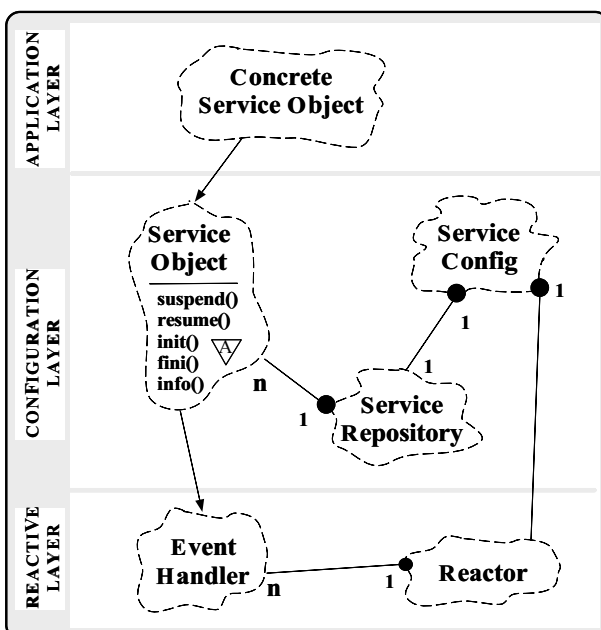 APPLICATION
LAYER
Concrete
Service Object
CONFIGURATION
LAYER
Service
Object
suspend()
resume()
init()
fini()
info()
A
Service
Config
1
1
1
n
1
Service
Repository
REACTIVE
LAYER
Event
Handler
n
1
Reactor